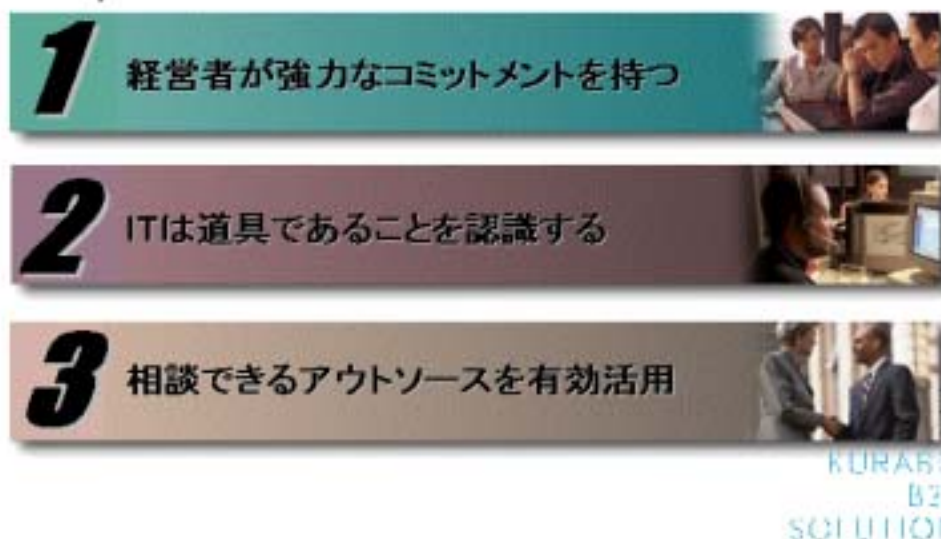 1
経営者が強力なコミットメントを持つ
2
ITは道具であることを認識する
3
相談できるアウトソースを有効活用